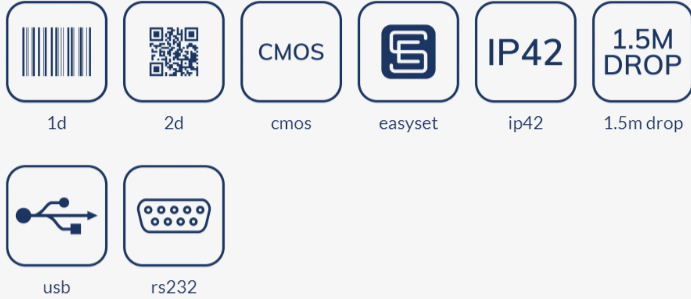 CMOS
IP42
1.5M
DROP
1d
2d
cmos
easyset
ip42
1.5m drop
usb
rs232